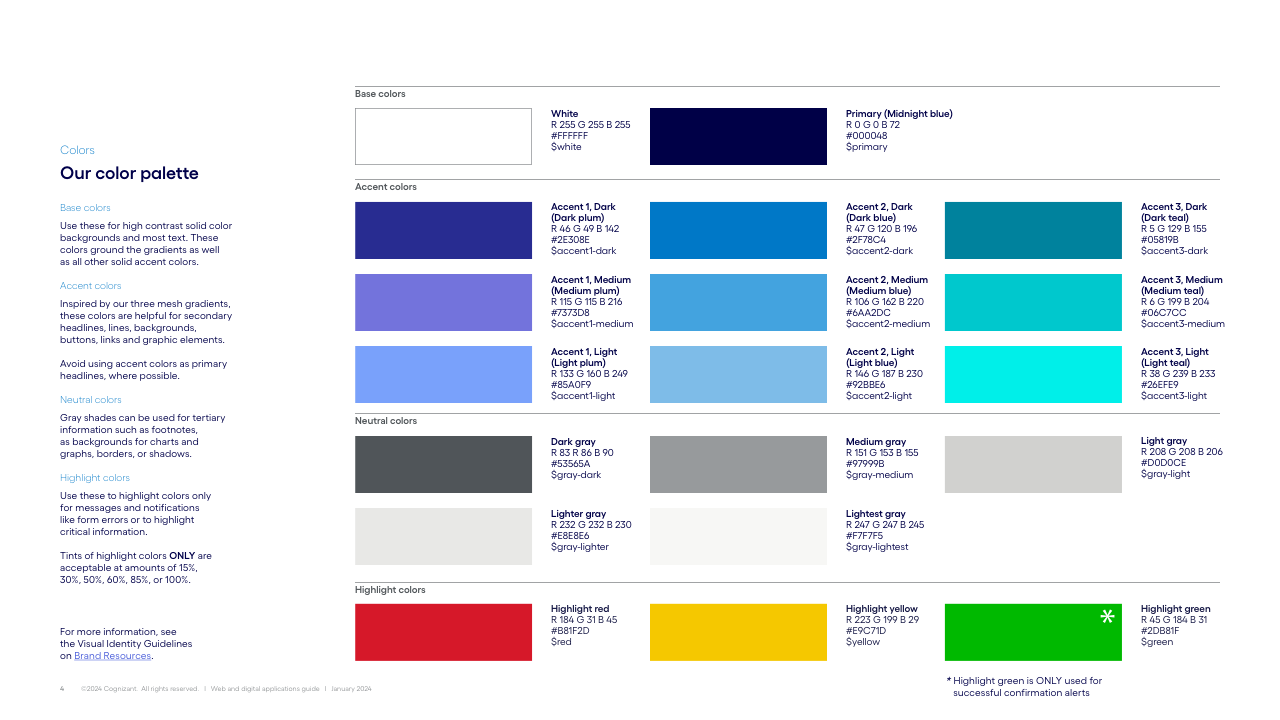 Colors
Our color palette
Base colors
Use these for high contrast solid color
backgrounds and most text. These
colors ground the gradients as well
as all other solid accent colors.
Accent colors
Inspired by our three mesh gradients,
these colors are helpful for secondary
headlines, lines, backgrounds,
buttons, links and graphic elements.
Avoid using accent colors as primary
headlines, where possible.
Neutral colors
Gray shades can be used for tertiary
information such as footnotes,
as backgrounds for charts and
graphs, borders, or shadows.
Highlight colors
Use these to highlight colors only
for messages and notifications
like form errors or to highlight
critical information.
Tints of highlight colors ONLY are
acceptable at amounts of 15%,
30%, 50%, 60%, 85%, or 100%.
For more information, see
the Visual Identity Guidelines
on Brand Resources.
Base colors
White
R 255 G 255 B 255
#FFFFFF
$white
Primary (Midnight blue)
R 0 G 0 B 72
#000048
$primary
Accent colors
Accent 1, Dark
(Dark plum)
R 46 G 49 B 142
#2E308E
$accent1-dark
Accent 2, Dark
(Dark blue)
R 47 G 120 B 196
#2F78C4
$accent2-dark
Accent 3, Dark
(Dark teal)
R 5 G 129 B 155
#05819B
$accent3-dark
Accent 1, Medium
(Medium plum)
R 115 G 115 B 216
#7373D8
$accent1-medium
Accent 2, Medium
(Medium blue)
R 106 G 162 B 220
#6AA2DC
$accent2-medium
Accent 3, Medium
(Medium teal)
R 6 G 199 B 204
#06C7CC
$accent3-medium
Accent 1, Light
(Light plum)
R 133 G 160 B 249
#85A0F9
$accent1-light
Accent 2, Light
(Light blue)
R 146 G 187 B 230
#92BBE6
$accent2-light
Accent 3, Light
(Light teal)
R 38 G 239 B 233
#26EFE9
$accent3-light
Neutral colors
Dark gray
R 83 R 86 B 90
#53565A
$gray-dark
Medium gray
R 151 G 153 B 155
#97999B
$gray-medium
Light gray
R 208 G 208 B 206
#D0D0CE
$gray-light
Lighter gray
R 232 G 232 B 230
#E8E8E6
$gray-lighter
Lightest gray
R 247 G 247 B 245
#F7F7F5
$gray-lightest
Highlight colors
Highlight red
R 184 G 31 B 45
#B81F2D
$red
Highlight yellow
R 223 G 199 B 29
#E9C71D
$yellow
*
Highlight green
R 45 G 184 B 31
#2DB81F
$green
* Highlight green is ONLY used for
successful confirmation alerts
4 ©2024 Cognizant. All rights reserved. | Web and digital applications guide | January 2024